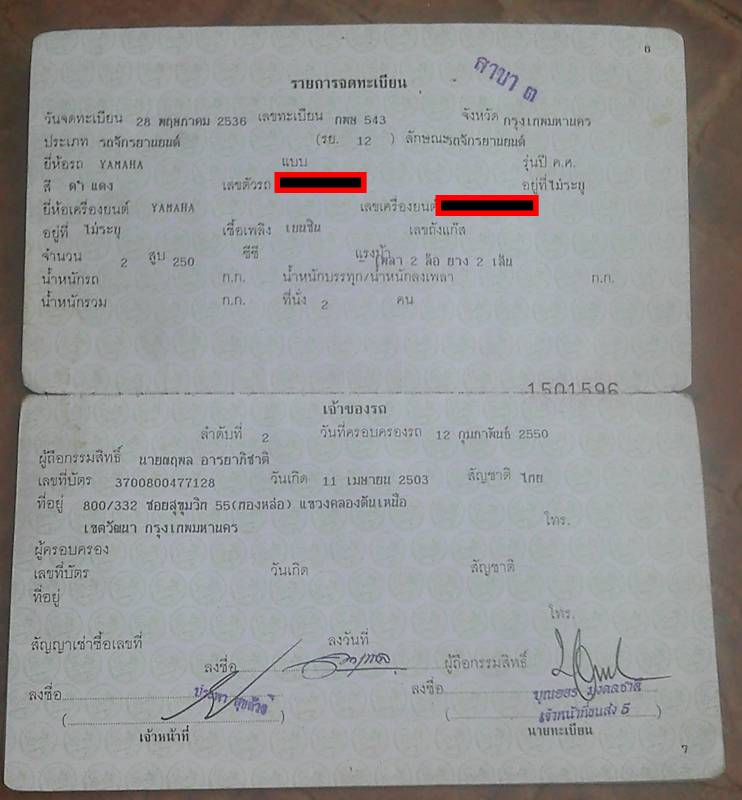 6
สาขา ๓
รายการจดทะเบียน
วันจดทะเบียน 28 พฤษภาคม 2536 เลขทะเบียน กพษ 543 จังหวัด กรุงเทพมหานคร
ประเภท รถจักรยานยนต์ (รย. 12 ) ลักษณะรถจักรยานยนต์
ยี่ห้อรถ YAMAHA แบบ รุ่นปี ค.ศ.
สี ดำ แดง เลขตัวรถ อยู่ที่ไม่ระบุ
ยี่ห้อเครื่องยนต์ YAMAHA เลขเครื่องยนต์
อยู่ที่ ไม่ระบุ เชื้อเพลิง เบนซิน เลขถังแก๊ส
จำนวน 2 สูบ 250 ซีซี แรงม้า เพลา 2 ล้อ ยาง 2 เส้น
น้ำหนักรถ ก.ก. น้ำหนักบรรทุก/น้ำหนักลงเพลา ก.ก.
น้ำหนักรวม ก.ก. ที่นั่ง 2 คน
1501596
เจ้าของรถ
ลำดับที่ 2 วันที่ครอบครองรถ 12 กุมภาพันธ์ 2550
ผู้ถือกรรมสิทธิ์ นายณฤพล อารยาภิชาติ
เลขที่บัตร 3700800477128 วันเกิด 11 เมษายน 2503 สัญชาติ ไทย
ที่อยู่ 800/332 ซอยสุขุมวิท 55(ทองหล่อ) แขวงคลองตันเหนือ
เขตวัฒนา กรุงเทพมหานคร โทร.
ผู้ครอบครอง
เลขที่บัตร วันเกิด สัญชาติ
ที่อยู่
โทร.
สัญญาเช่าซื้อเลขที่ ลงวันที่
ลงชื่อ ผู้ถือกรรมสิทธิ์
ลงชื่อ ลงชื่อ
เจ้าหน้าที่ขนส่ง 5
เจ้าหน้าที่ นายทะเบียน
7